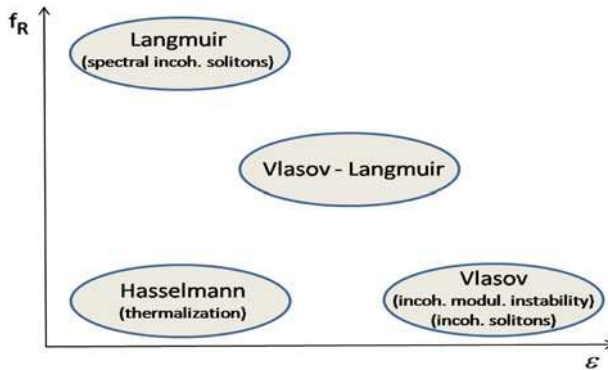 f_R
Langmuir
(spectral incoh. solitons)
Vlasov - Langmuir
Hasselmann
(thermalization)
Vlasov
(incoh. modul. instability)
(incoh. solitons)
ε